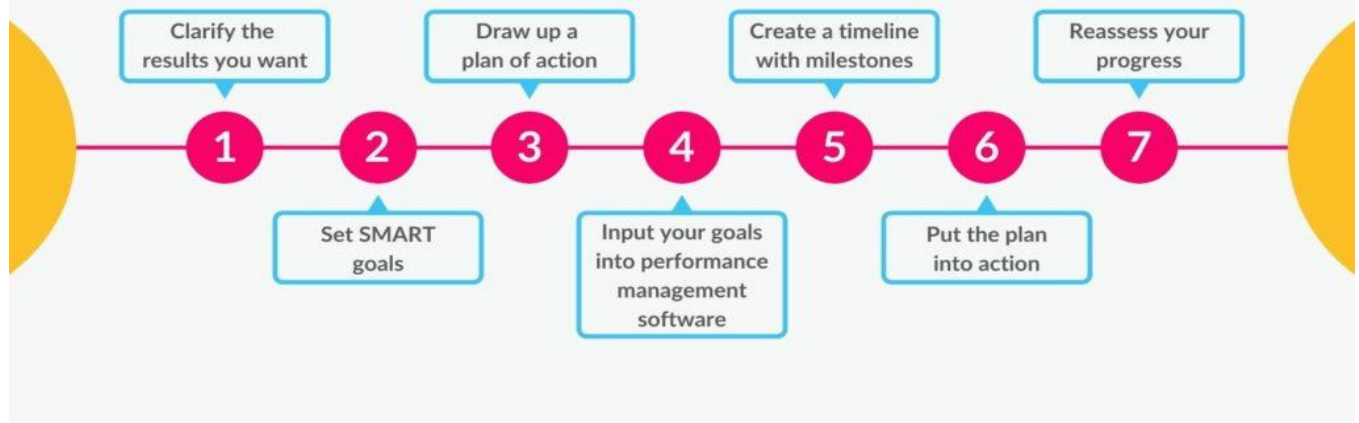 Clarify the
results you want
Draw up a
plan of action
Create a timeline
with milestones
Reassess your
progress
1
2
3
4
5
6
7
Set SMART
goals
Input your goals
into performance
management
software
Put the plan
into action